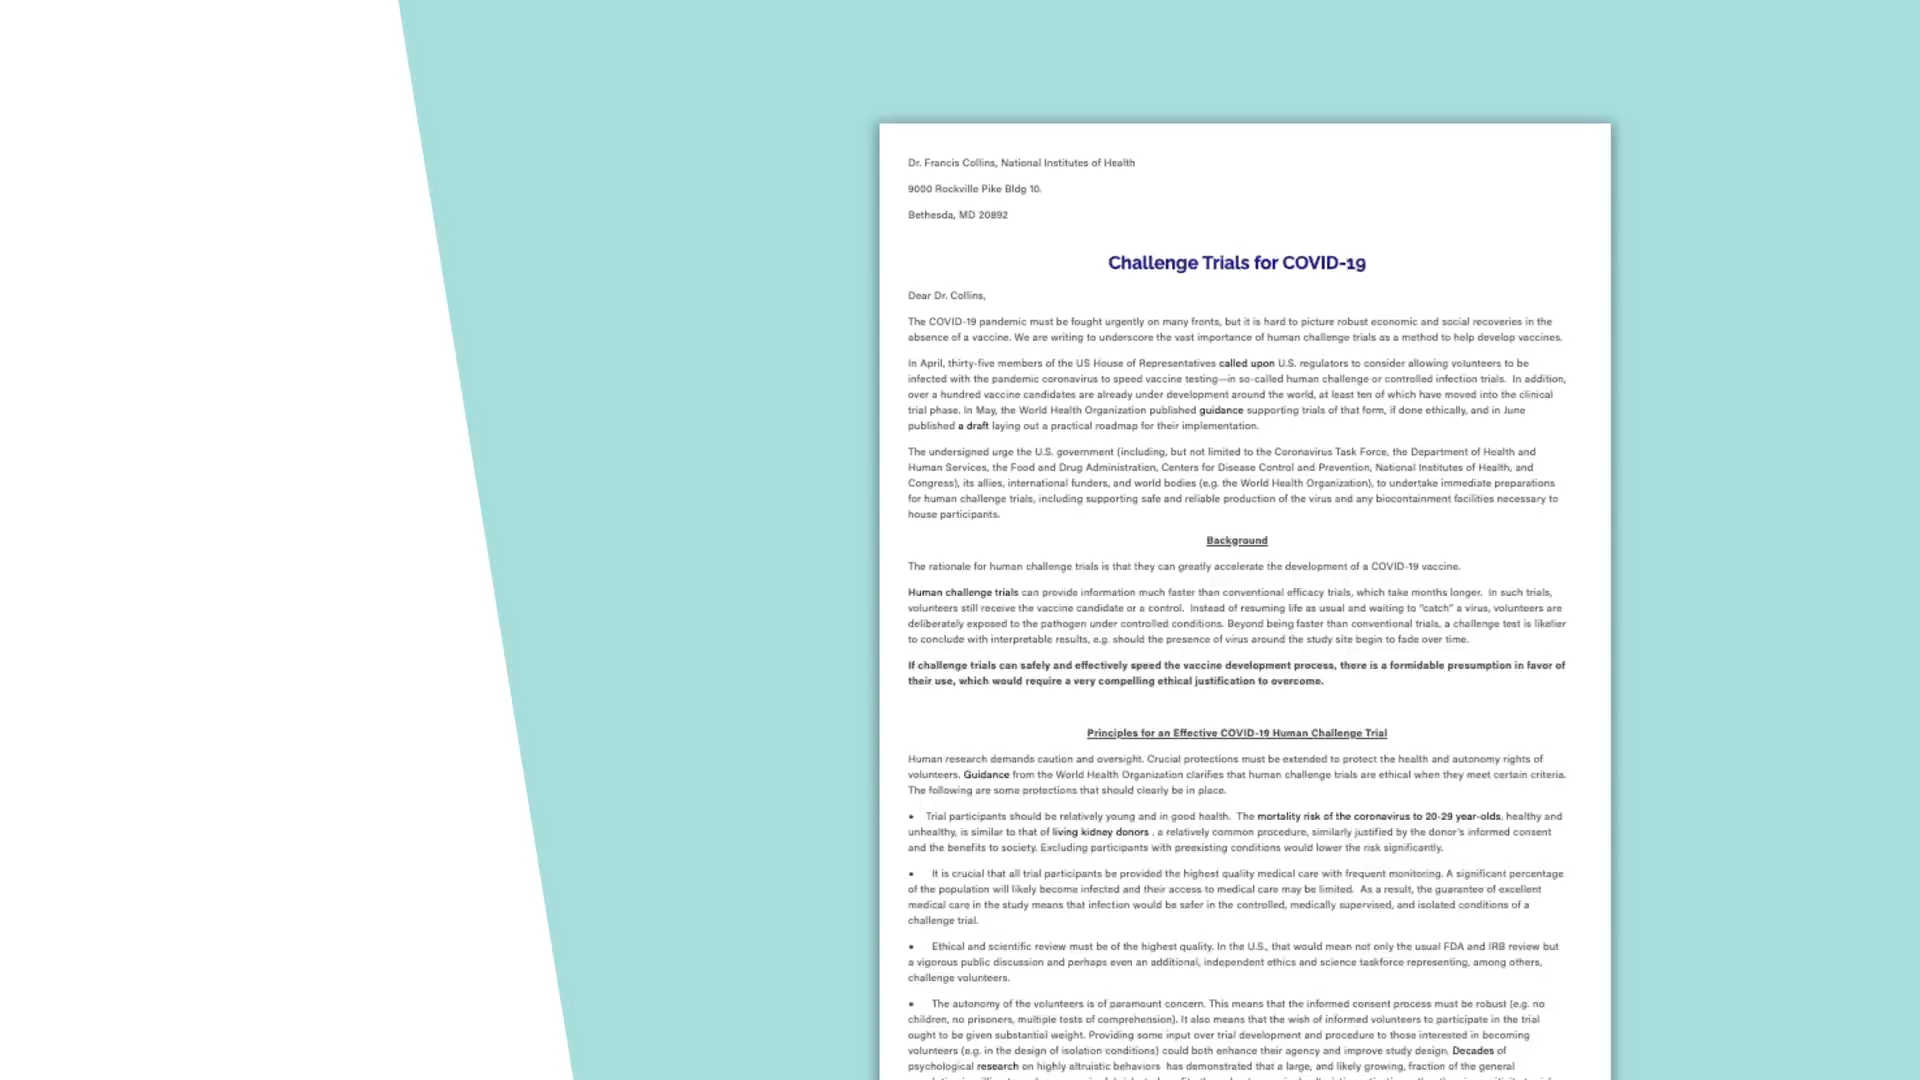 Dr. Francis Collins, National Institutes of Health
9000 Rockville Pike Bldg 10.
Bethesda, MD 20892
Challenge Trials for COVID-19
Dear Dr. Collins,
The COVID-19 pandemic must be fought urgently on many fronts, but it is hard to picture robust economic and social recoveries in the
absence of a vaccine. We are writing to underscore the vast importance of human challenge trials as a method to help develop vaccines.
In April, thirty-five members of the US House of Representatives called upon U.S. regulators to consider allowing volunteers to be
infected with the pandemic coronavirus to speed vaccine testing—in so-called human challenge or controlled infection trials.  In addition,
over a hundred vaccine candidates are already under development around the world, at least ten of which have moved into the clinical
trial phase. In May, the World Health Organization published guidance supporting trials of that form, if done ethically, and in June
published a draft laying out a practical roadmap for their implementation.
The undersigned urge the U.S. government (including, but not limited to the Coronavirus Task Force, the Department of Health and
Human Services, the Food and Drug Administration, Centers for Disease Control and Prevention, National Institutes of Health, and
Congress), its allies, international funders, and world bodies (e.g. the World Health Organization), to undertake immediate preparations
for human challenge trials, including supporting safe and reliable production of the virus and any biocontainment facilities necessary to
house participants.
Background
The rationale for human challenge trials is that they can greatly accelerate the development of a COVID-19 vaccine.
Human challenge trials can provide information much faster than conventional efficacy trials, which take months longer.  In such trials,
volunteers still receive the vaccine candidate or a control.  Instead of resuming life as usual and waiting to “catch” a virus, volunteers are
deliberately exposed to the pathogen under controlled conditions. Beyond being faster than conventional trials, a challenge test is likelier
to conclude with interpretable results, e.g. should the presence of virus around the study site begin to fade over time.
If challenge trials can safely and effectively speed the vaccine development process, there is a formidable presumption in favor of
their use, which would require a very compelling ethical justification to overcome.
Principles for an Effective COVID-19 Human Challenge Trial
Human research demands caution and oversight. Crucial protections must be extended to protect the health and autonomy rights of
volunteers. Guidance from the World Health Organization clarifies that human challenge trials are ethical when they meet certain criteria.
The following are some protections that should clearly be in place.
• Trial participants should be relatively young and in good health.  The mortality risk of the coronavirus to 20-29 year-olds, healthy and
unhealthy, is similar to that of living kidney donors , a relatively common procedure, similarly justified by the donor's informed consent
and the benefits to society. Excluding participants with preexisting conditions would lower the risk significantly.
• It is crucial that all trial participants be provided the highest quality medical care with frequent monitoring. A significant percentage
of the population will likely become infected and their access to medical care may be limited.  As a result, the guarantee of excellent
medical care in the study means that infection would be safer in the controlled, medically supervised, and isolated conditions of a
challenge trial.
• Ethical and scientific review must be of the highest quality. In the U.S., that would mean not only the usual FDA and IRB review but
a vigorous public discussion and perhaps even an additional, independent ethics and science taskforce representing, among others,
challenge volunteers.
• The autonomy of the volunteers is of paramount concern. This means that the informed consent process must be robust (e.g. no
children, no prisoners, multiple tests of comprehension). It also means that the wish of informed volunteers to participate in the trial
ought to be given substantial weight. Providing some input over trial development and procedure to those interested in becoming
volunteers (e.g. in the design of isolation conditions) could both enhance their agency and improve study design. Decades of
psychological research on highly altruistic behaviors  has demonstrated that a large, and likely growing, fraction of the general